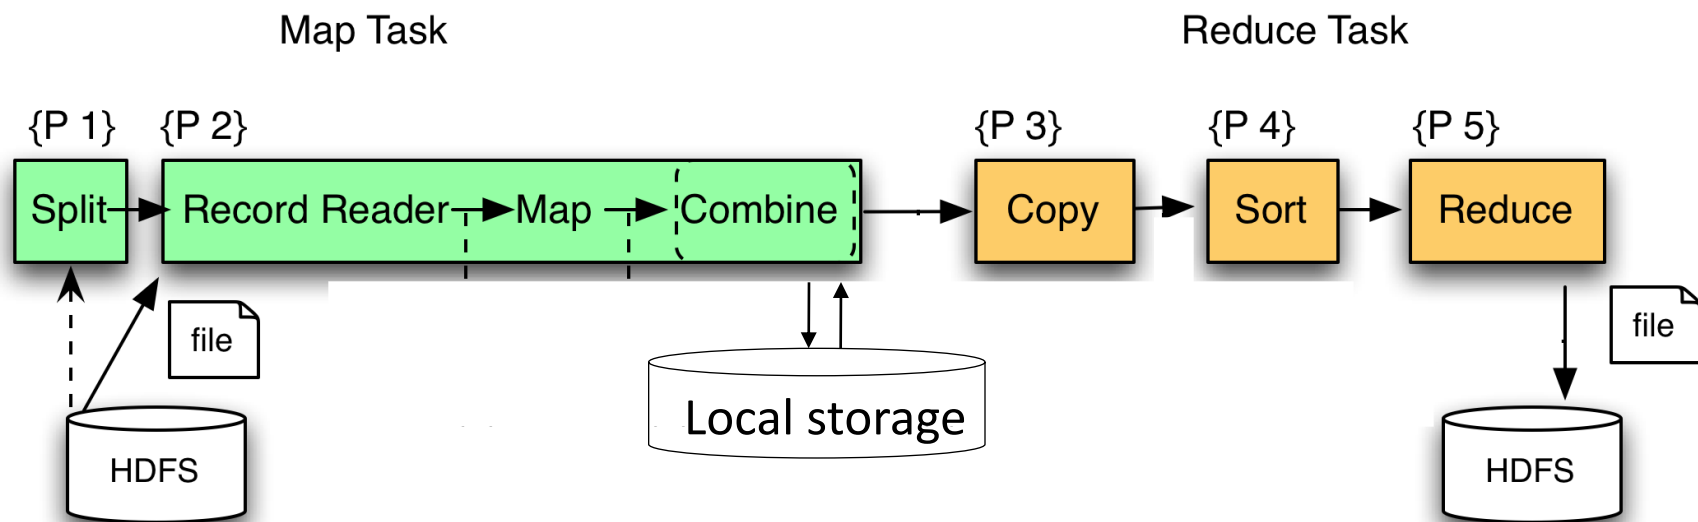 Map Task
Reduce Task
{P 1}
{P 2}
{P 3}
{P 4}
{P 5}
Split
Record Reader
Map
Combine
Copy
Sort
Reduce
file
file
Local storage
HDFS
HDFS